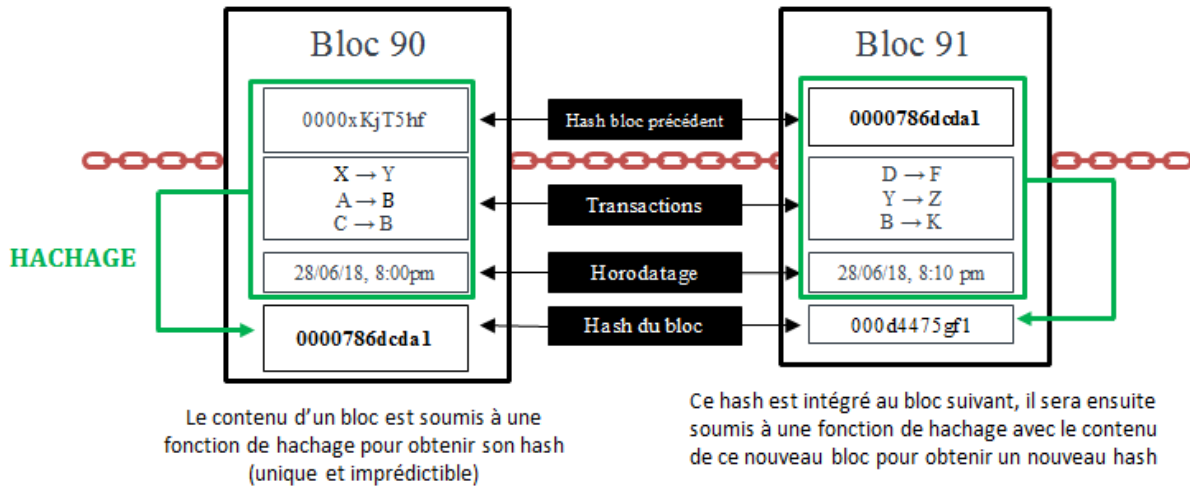 Bloc 90
Bloc 91
0000xKjT5hf
Hash bloc précédent
0000786dcda1
X → Y
A → B
C → B
Transactions
D → F
Y → Z
B → K
HACHAGE
28/06/18, 8:00pm
Horodatage
28/06/18, 8:10 pm
0000786dcda1
Hash du bloc
000d4475gf1
Le contenu d'un bloc est soumis à une
fonction de hachage pour obtenir son hash
(unique et imprédictible)
Ce hash est intégré au bloc suivant, il sera ensuite
soumis à une fonction de hachage avec le contenu
de ce nouveau bloc pour obtenir un nouveau hash